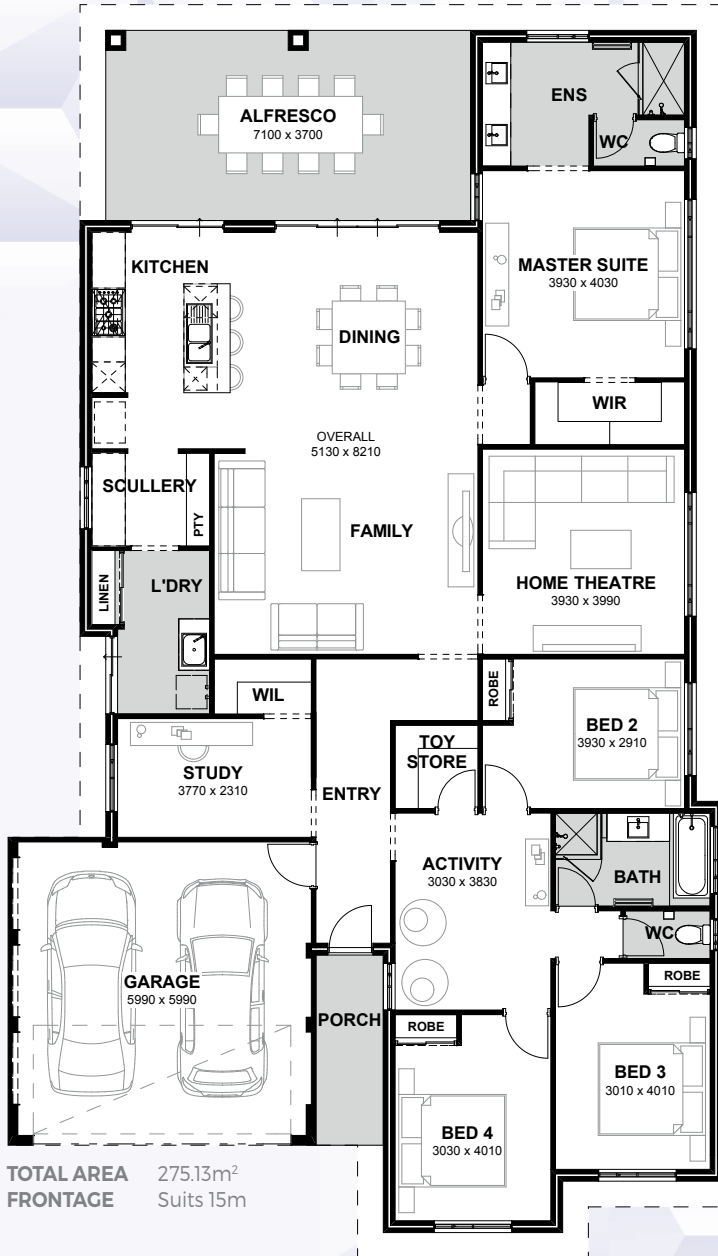 ALFRESCO
7100 x 3700
ENS
WC
KITCHEN
MASTER SUITE
3930 x 4030
DINING
WIR
OVERALL
5130 x 8210
SCULLERY
PTY
FAMILY
LINEN
L'DRY
HOME THEATRE
3930 x 3990
WIL
ROBE
BED 2
3930 x 2910
TOY
STORE
STUDY
3770 x 2310
ENTRY
ACTIVITY
3030 x 3830
BATH
WC
GARAGE
5990 x 5990
ROBE
PORCH
ROBE
BED 3
3010 x 4010
BED 4
3030 x 4010
TOTAL AREA 275.13m²
FRONTAGE Suits 15m